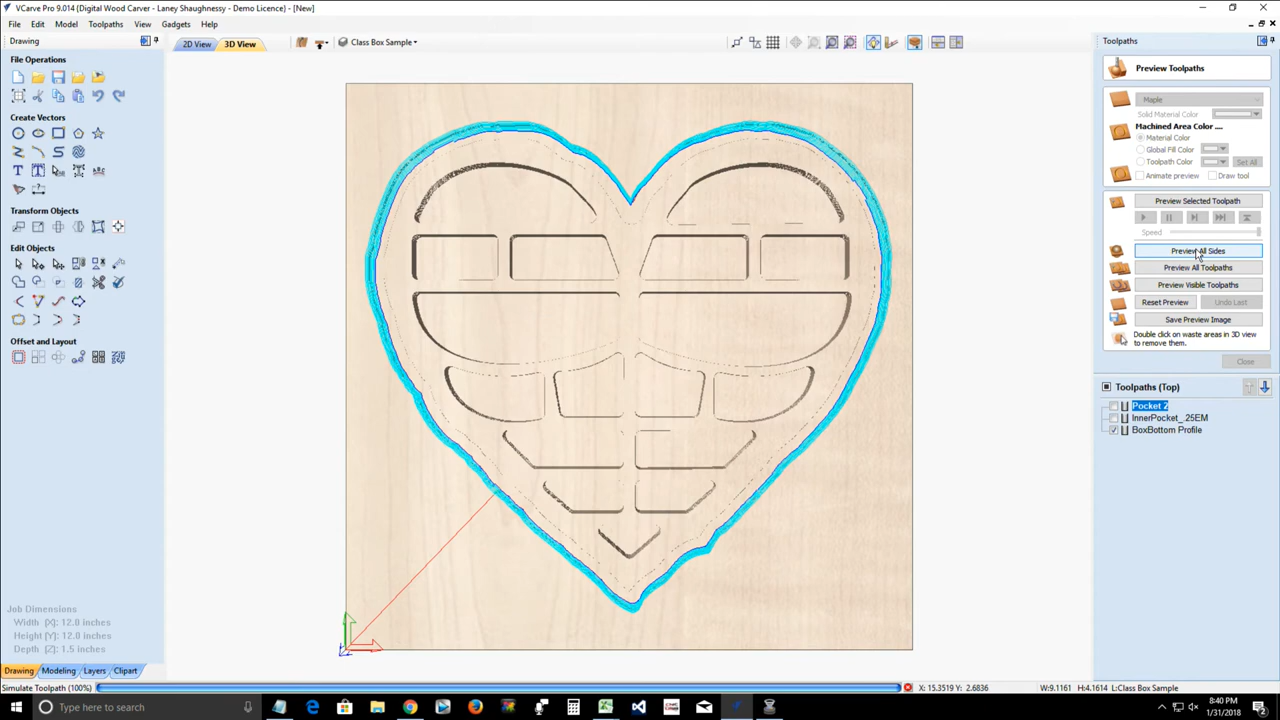 VCarve Pro 9.014 {Digital Wood Carver - Laney Shaughnessy - Demo Licence} - [New]
File Edit Model Toolpaths View Gadgets Help
Drawing
2D View 3D View Class Box Sample
Toolpaths
File Operations
Create Vectors
Transform Objects
Edit Objects
Offset and Layout
Job Dimensions
Width (X): 12.0 inches
Height (Y): 12.0 inches
Depth (Z): 1.5 inches
Drawing Modeling Layers Clipart
Preview Toolpaths
Maple
Solid Material Color
Machined Area Color ....
Material Color
Global Fill Color
Toolpath Color Set All
Animate preview Draw tool
Preview Selected Toolpath
Speed
Preview All Sides
Preview All Toolpaths
Preview Visible Toolpaths
Reset Preview Undo Last
Save Preview Image
Double click on waste areas in 3D view
to remove them.
Close
Toolpaths (Top)
Pocket 2
InnerPocket_.25EM
BoxBottom Profile
Simulate Toolpath (100%) X: 15.3519 Y: 2.6836 W:9.1161 H:4.1614 L:Class Box Sample
Type here to search
8:40 PM
1/31/2018